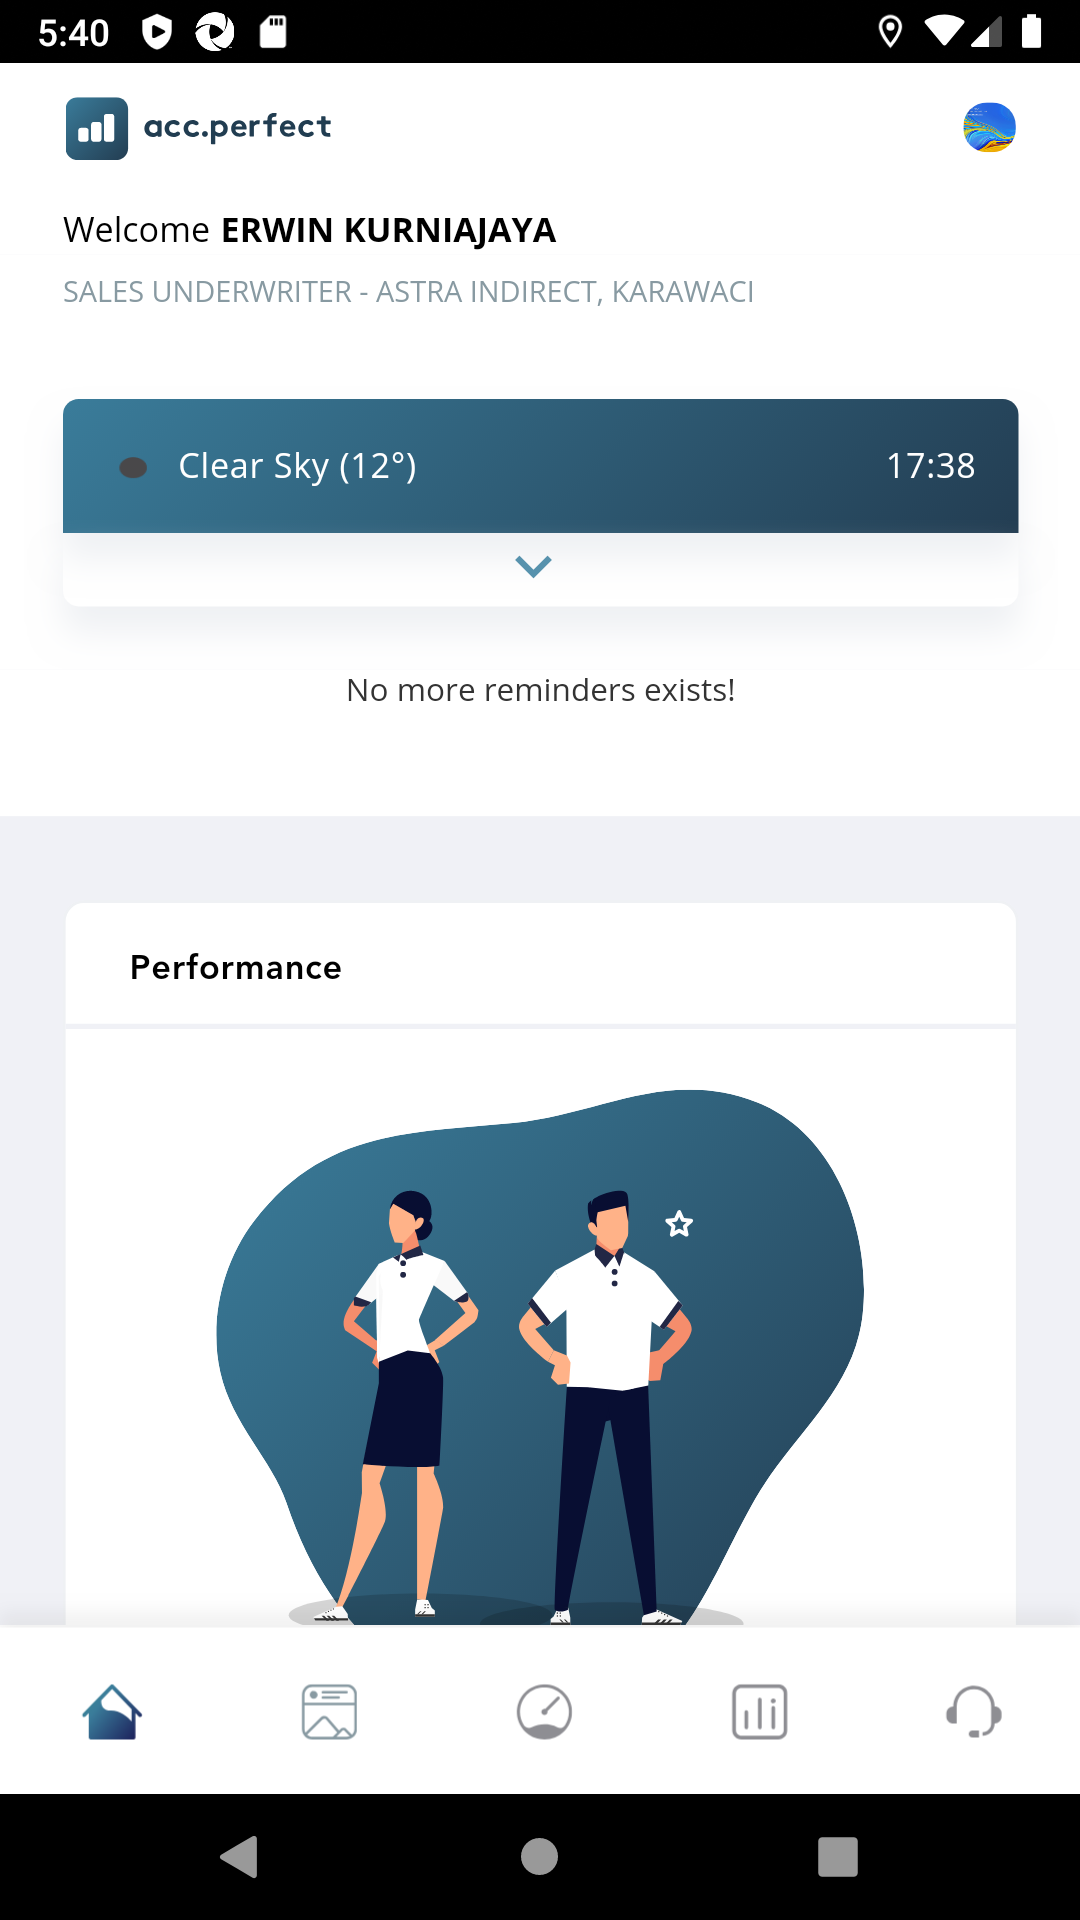 5:40
acc.perfect
Welcome ERWIN KURNIAJAYA
SALES UNDERWRITER - ASTRA INDIRECT, KARAWACI
Clear Sky (12°)
17:38
No more reminders exists!
Performance